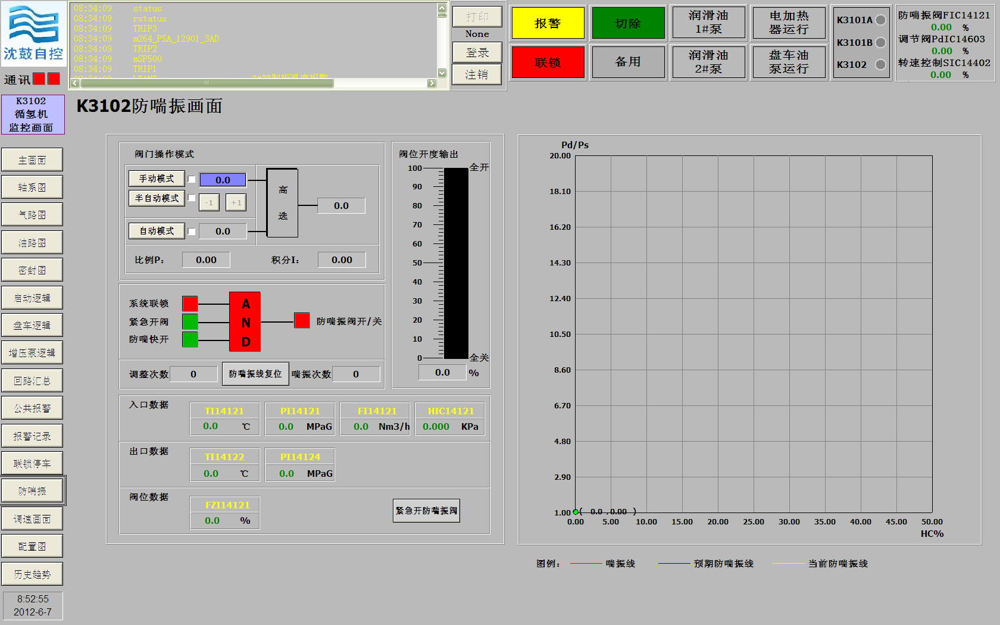 沈鼓自控
通讯
K3102
循氢机
监控画面
主画面
轴系图
气路图
油路图
密封图
启动逻辑
盘车逻辑
增压泵逻辑
回路汇总
公共报警
报警记录
联锁停车
防喘振
调速画面
配置图
历史趋势
8:52:55
2012-6-7
08:34:09 status
08:34:09 rstatus
08:34:09 TRIP3
08:34:09 m264_PSA_12901_3AD
08:34:09 TRIP2
08:34:09 mSP500
08:34:09 TRIP1
打印
None
登录
注销
报警
切除
润滑油
1#泵
电加热
器运行
联锁
备用
润滑油
2#泵
盘车油
泵运行
K3101A
K3101B
K3102
防喘振阀FIC14121
0.00 %
调节阀PdIC14603
0.00 %
转速控制SIC14402
0.00 %
K3102防喘振画面
阀门操作模式
手动模式 0.0
半自动模式 -1 +1
自动模式 0.0
高
选
0.0
比例P: 0.00 积分I: 0.00
系统联锁
紧急开阀
防喘快开
A
N
D
防喘振阀开/关
调整次数 0 防喘振线复位 喘振次数 0
阀位开度输出
100 全开
90
80
70
60
50
40
30
20
10
0 全关
0.0 %
入口数据
TI14121 PI14121 FI14121 HIC14121
0.0 ℃ 0.0 MPaG 0.0 Nm3/h 0.000 KPa
出口数据
TI14122 PI14124
0.0 ℃ 0.0 MPaG
阀位数据
FZI14121
0.0 %
紧急开防喘振阀
Pd/Ps
20.00
18.10
16.20
14.30
12.40
10.50
8.60
6.70
4.80
2.90
1.00 ( 0.0 ,0.00 )
0.00 5.00 10.00 15.00 20.00 25.00 30.00 35.00 40.00 45.00 50.00
HC%
图例: 喘振线 预期防喘振线 当前防喘振线